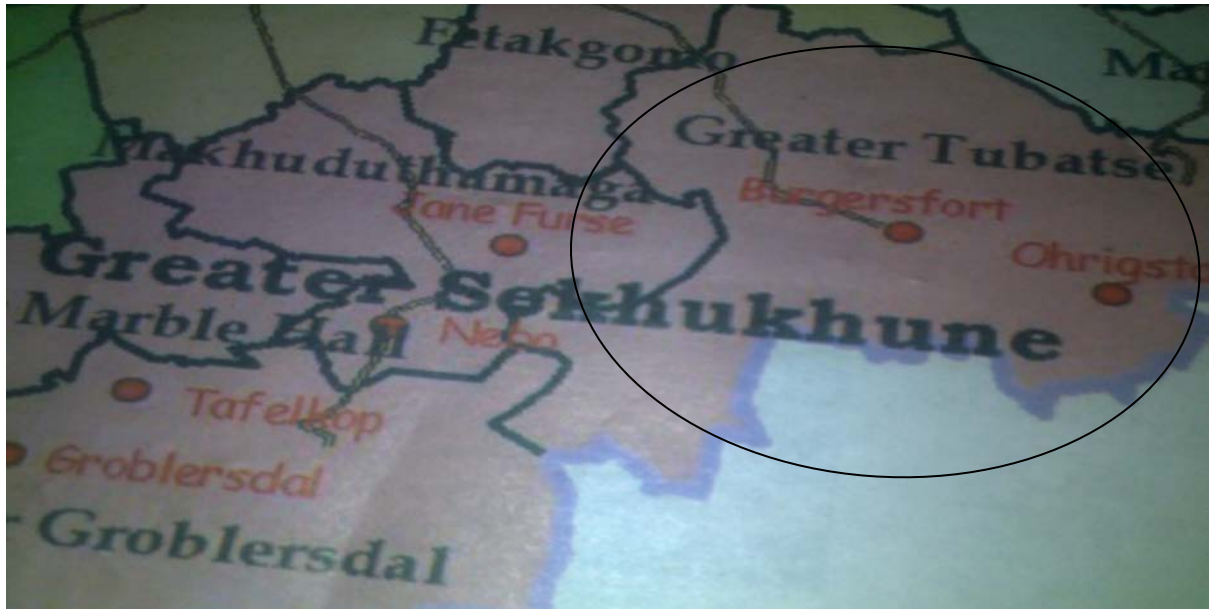 Fetakgomo
Greater Tubatse
Makhuduthamaga
Burgersfort
Jane Furse
Greater Sekhukhune
Marble Hall
Nebo
Tafelkop
Groblersdal
Groblersdal